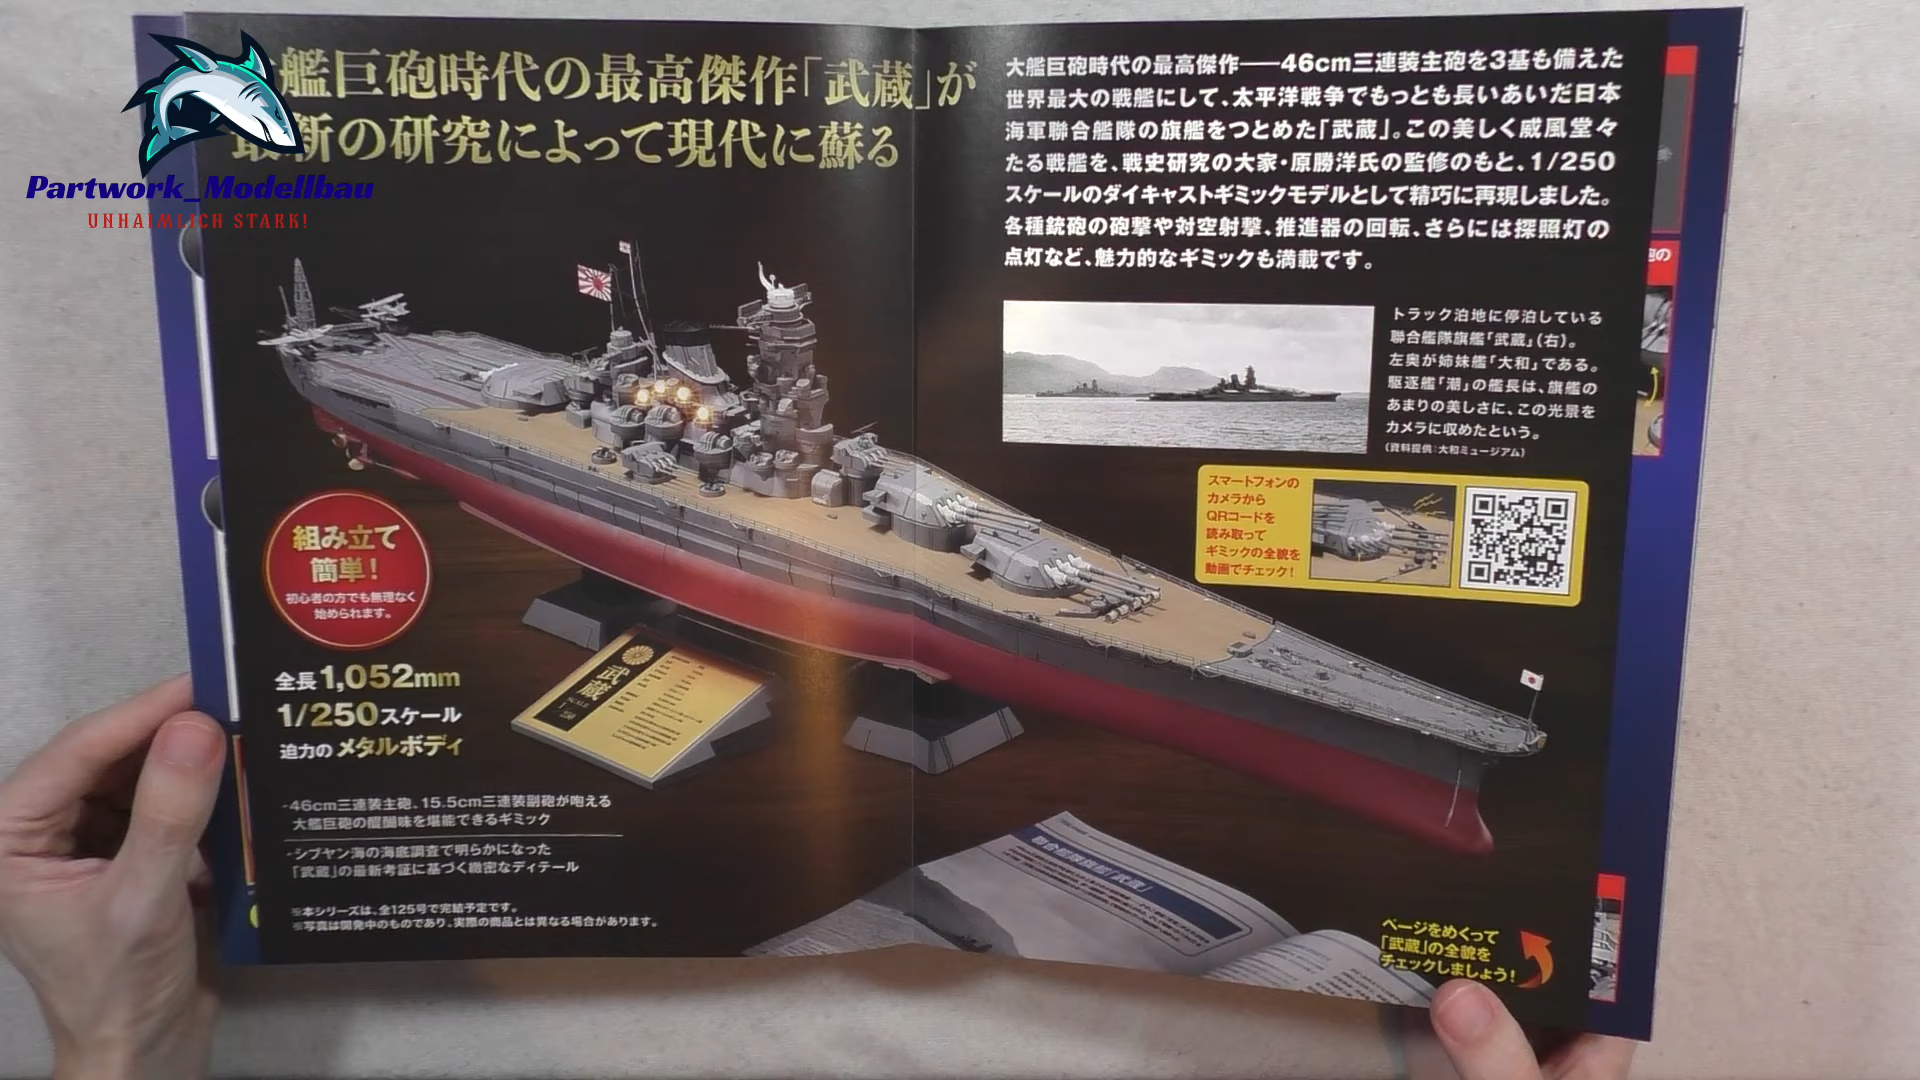 艦巨砲時代の最高傑作「武蔵」が
最新の研究によって現代に蘇る
Partwork_Modellbau
UNHAIMLICH STARK!
大艦巨砲時代の最高傑作――46cm三連装主砲を3基も備えた
世界最大の戦艦にして、太平洋戦争でもっとも長いあいだ日本
海軍聯合艦隊の旗艦をつとめた「武蔵」。この美しく威風堂々
たる戦艦を、戦史研究の大家・原勝洋氏の監修のもと、1/250
スケールのダイキャストギミックモデルとして精巧に再現しました。
各種銃砲の砲撃や対空射撃、推進器の回転、さらには探照灯の
点灯など、魅力的なギミックも満載です。
トラック泊地に停泊している
聯合艦隊旗艦「武蔵」(右)。
左奥が姉妹艦「大和」である。
駆逐艦「潮」の艦長は、旗艦の
あまりの美しさに、この光景を
カメラに収めたという。
(資料提供:大和ミュージアム)
スマートフォンの
カメラから
QRコードを
読み取って
ギミックの全貌を
動画でチェック!
組み立て
簡単!
初心者の方でも無理なく
始められます。
全長1,052mm
1/250スケール
迫力のメタルボディ
武蔵
SCALE
1/250
・46cm三連装主砲、15.5cm三連装副砲が咆える
大艦巨砲の醍醐味を堪能できるギミック
・シブヤン海の海底調査で明らかになった
「武蔵」の最新考証に基づく緻密なディテール
※本シリーズは、全125号で完結予定です。
※写真は開発中のものであり、実際の商品とは異なる場合があります。
聯合艦隊旗艦「武蔵」
ページをめくって
「武蔵」の全貌を
チェックしましょう!